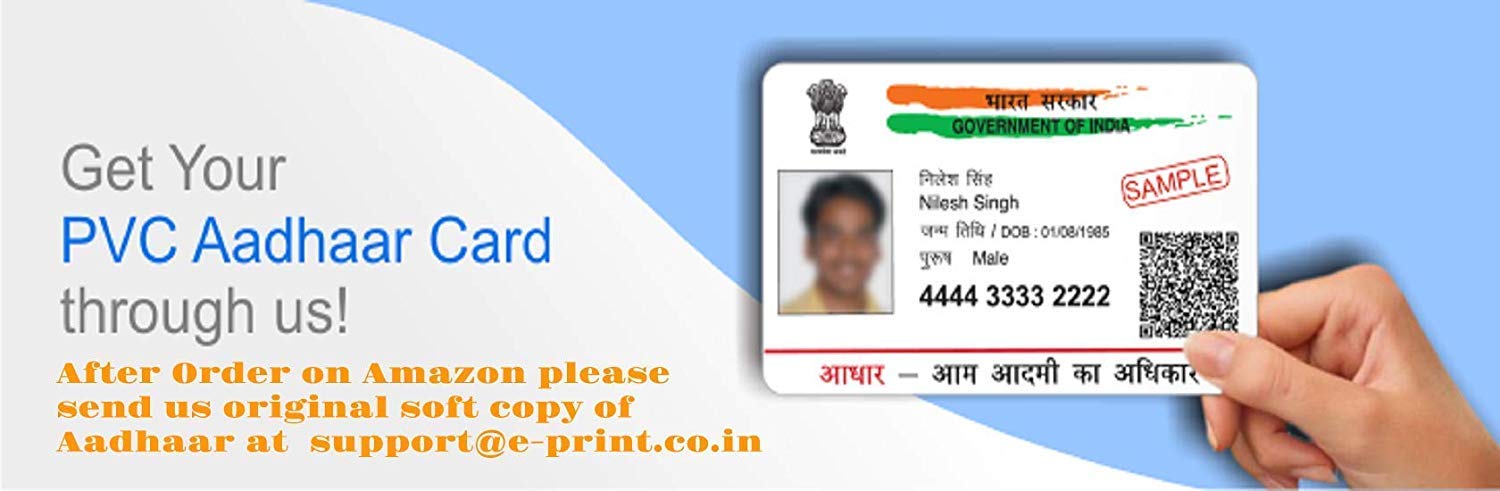 Get Your
PVC Aadhaar Card
through us!
After Order on Amazon please
send us original soft copy of
Aadhaar at support@e-print.co.in
भारत सरकार
GOVERNMENT OF INDIA
निलेश सिंह
Nilesh Singh
जन्म तिथि / DOB : 01/08/1985
पुरुष Male
4444 3333 2222
SAMPLE
आधार – आम आदमी का अधिकार